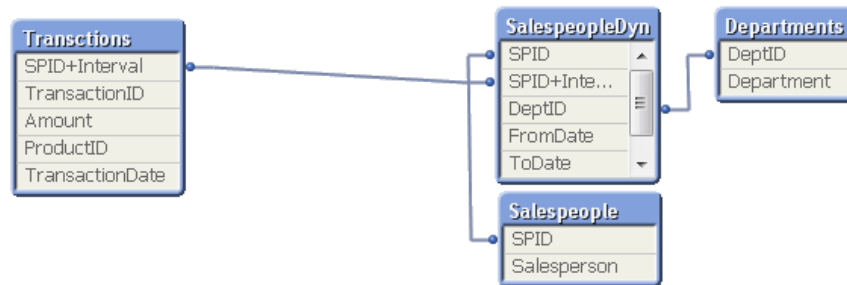 Transctions
SPID+Interval
TransactionID
Amount
ProductID
TransactionDate
SalespeopleDyn
SPID
SPID+Inte...
DeptID
FromDate
ToDate
Departments
DeptID
Department
Salespeople
SPID
Salesperson